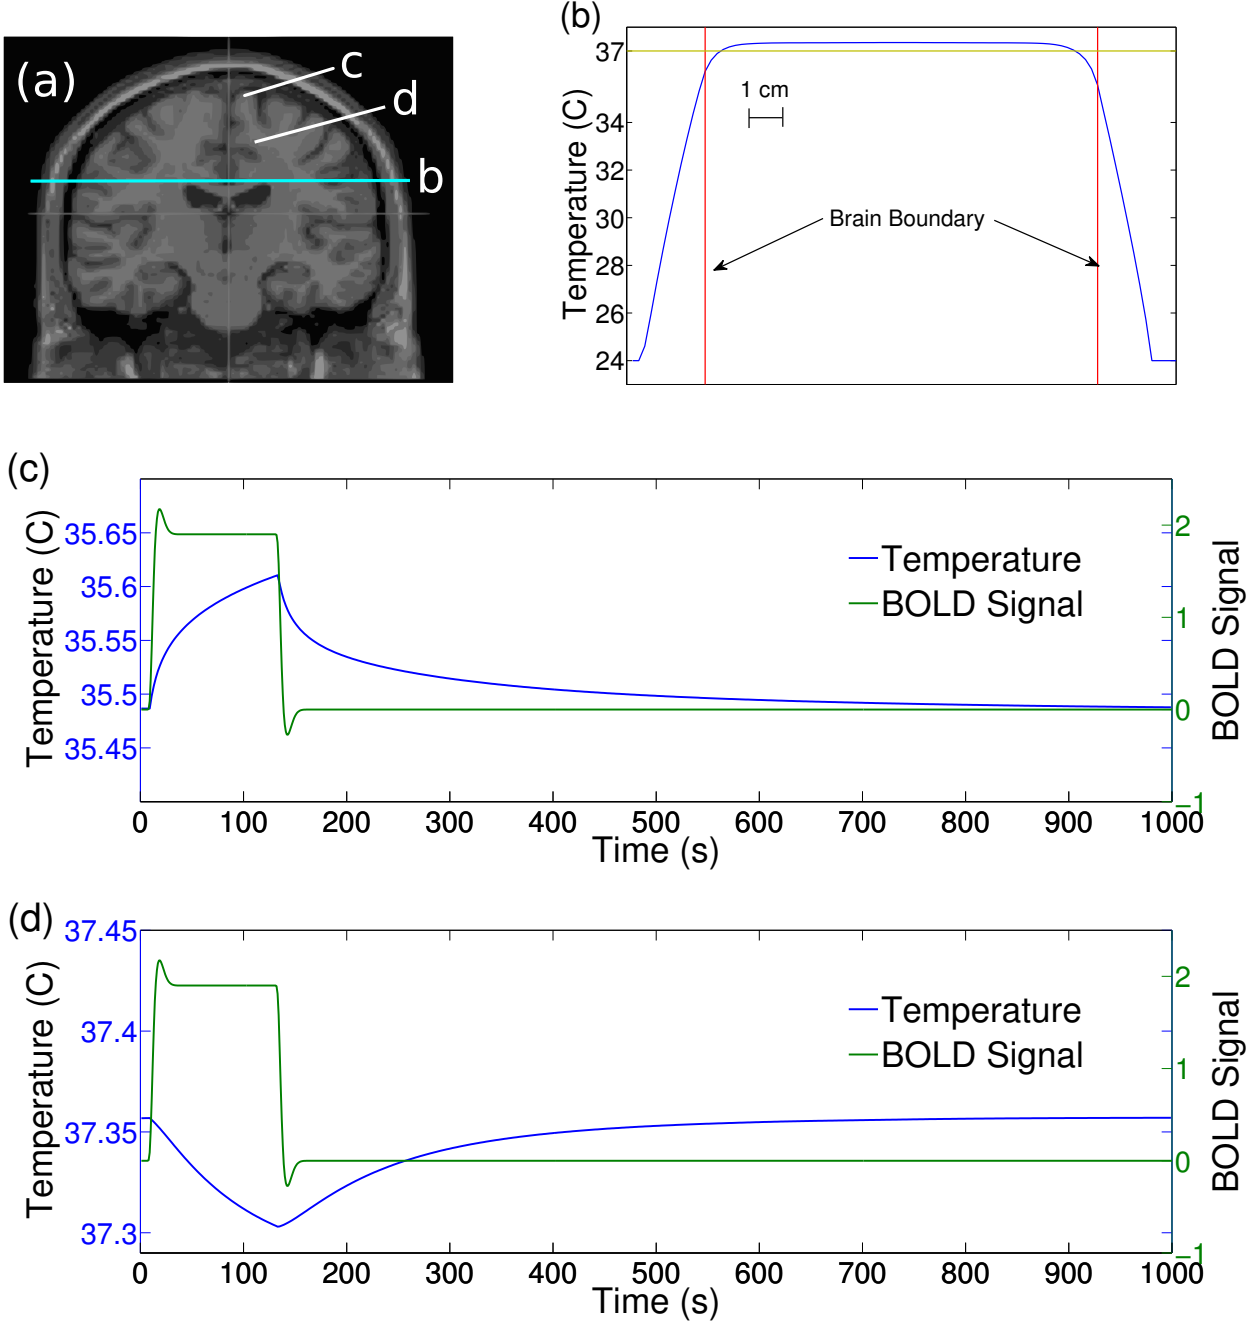 (a)
c
d
b
(b)
Temperature (C)
37
34
32
30
28
26
24
1 cm
Brain Boundary
(c)
Temperature (C)
35.65
35.6
35.55
35.5
35.45
Temperature
BOLD Signal
2
1
0
−1
BOLD Signal
0 100 200 300 400 500 600 700 800 900 1000
Time (s)
(d)
Temperature (C)
37.45
37.4
37.35
37.3
Temperature
BOLD Signal
2
1
0
−1
BOLD Signal
0 100 200 300 400 500 600 700 800 900 1000
Time (s)